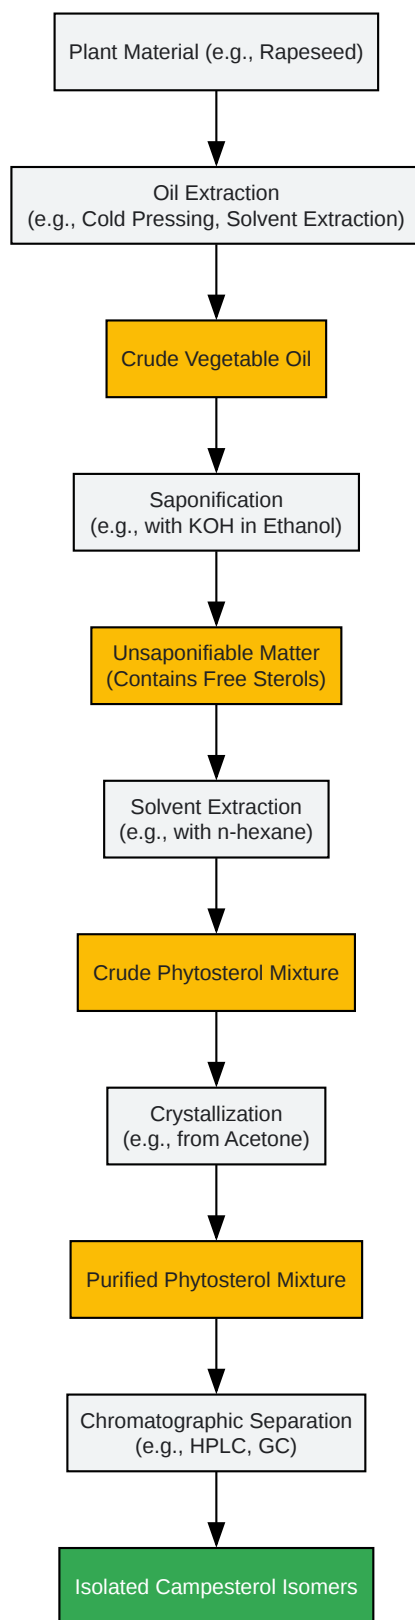 Plant Material (e.g., Rapeseed)
Oil Extraction
(e.g., Cold Pressing, Solvent Extraction)
Crude Vegetable Oil
Saponification
(e.g., with KOH in Ethanol)
Unsaponifiable Matter
(Contains Free Sterols)
Solvent Extraction
(e.g., with n-hexane)
Crude Phytosterol Mixture
Crystallization
(e.g., from Acetone)
Purified Phytosterol Mixture
Chromatographic Separation
(e.g., HPLC, GC)
Isolated Campesterol Isomers